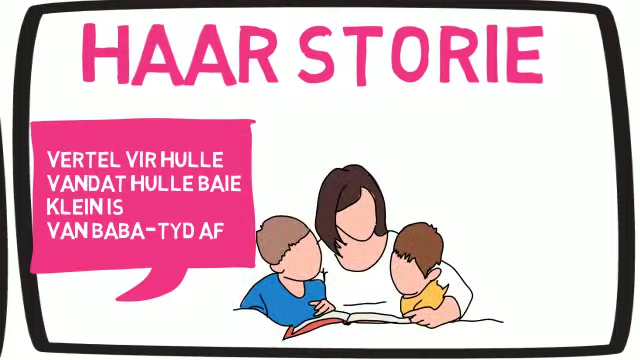 HAAR STORIE
VERTEL VIR HULLE
VANDAT HULLE BAIE
KLEIN IS
VAN BABA-TYD AF